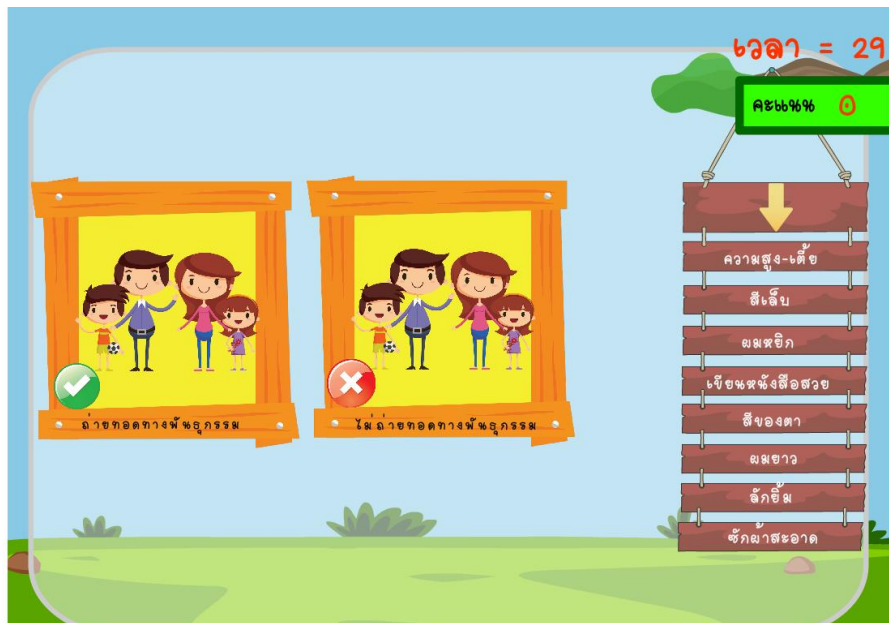 เวลา = 29
คะแนน 0
ถ่ายทอดทางพันธุกรรม
ไม่ถ่ายทอดทางพันธุกรรม
ความสูง-เตี้ย
สีเล็บ
ผมหยิก
เขียนหนังสือสวย
สีของตา
ผมยาว
ลักยิ้ม
ซักผ้าสะอาด